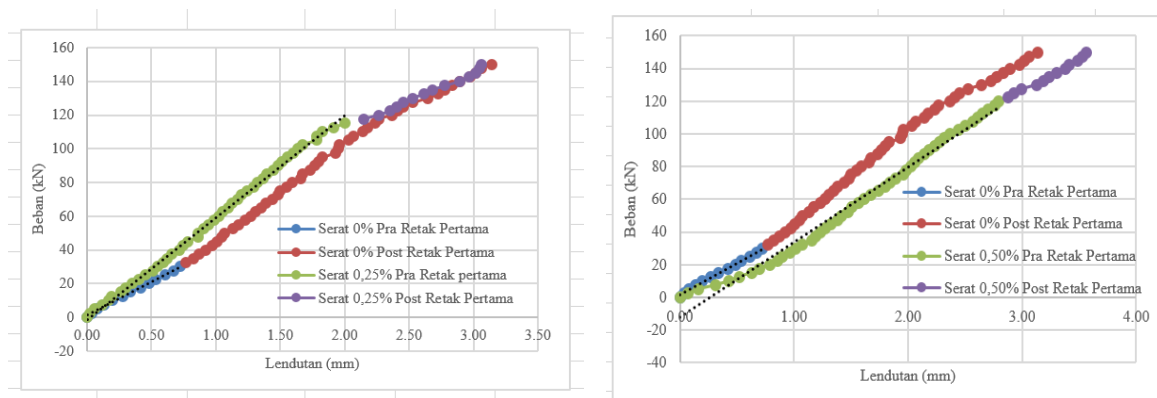 160
140
120
100
80
60
40
20
0
-20
Beban (kN)
Serat 0% Pra Retak Pertama
Serat 0% Post Retak Pertama
Serat 0,25% Pra Retak pertama
Serat 0,25% Post Retak Pertama
0.00 0.50 1.00 1.50 2.00 2.50 3.00 3.50
Lendutan (mm)
160
140
120
100
80
60
40
20
0
-20
-40
Beban (kN)
Serat 0% Pra Retak Pertama
Serat 0% Post Retak Pertama
Serat 0,50% Pra Retak Pertama
Serat 0,50% Post Retak Pertama
0.00 1.00 2.00 3.00 4.00
Lendutan (mm)